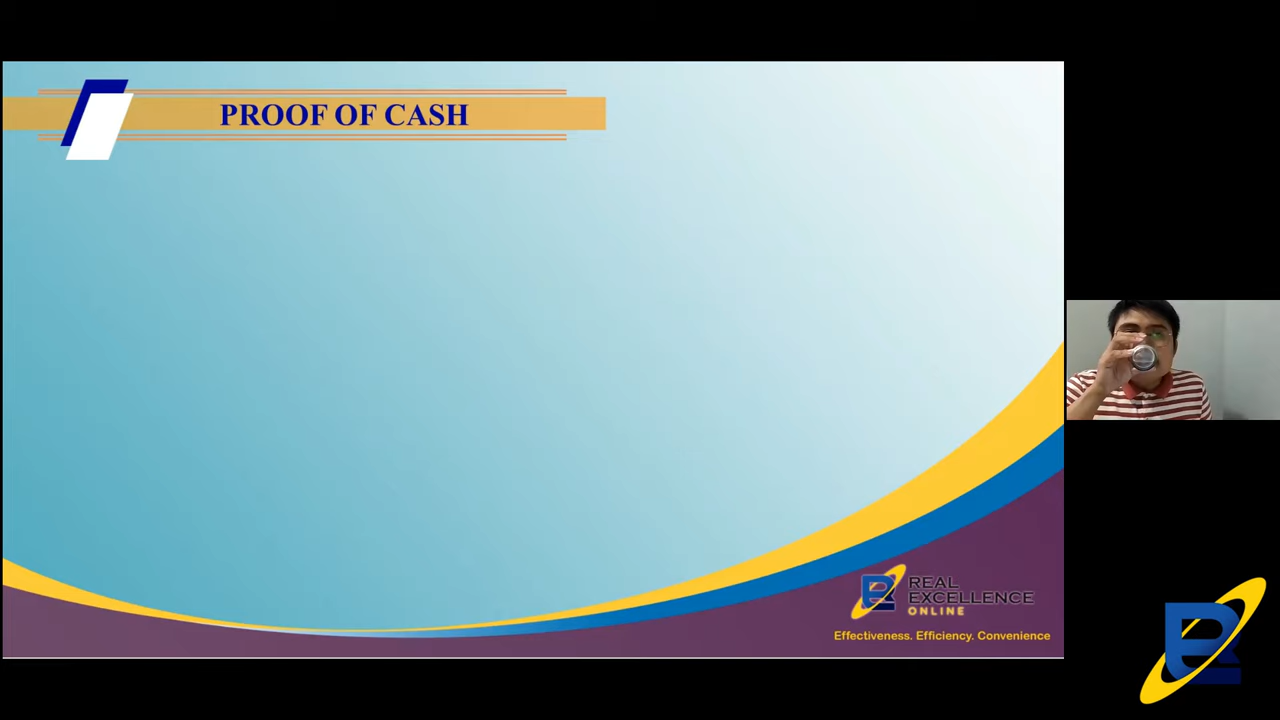 PROOF OF CASH
REAL
EXCELLENCE
ONLINE
Effectiveness. Efficiency. Convenience